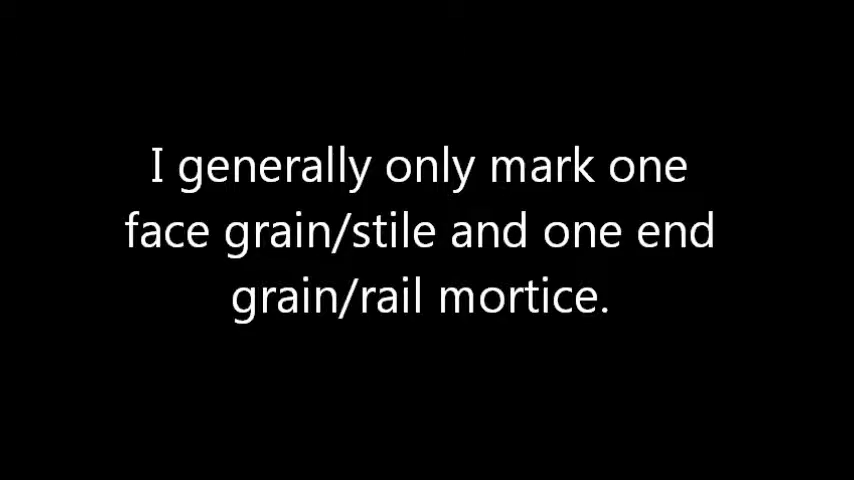 I generally only mark one
face grain/stile and one end
grain/rail mortice.